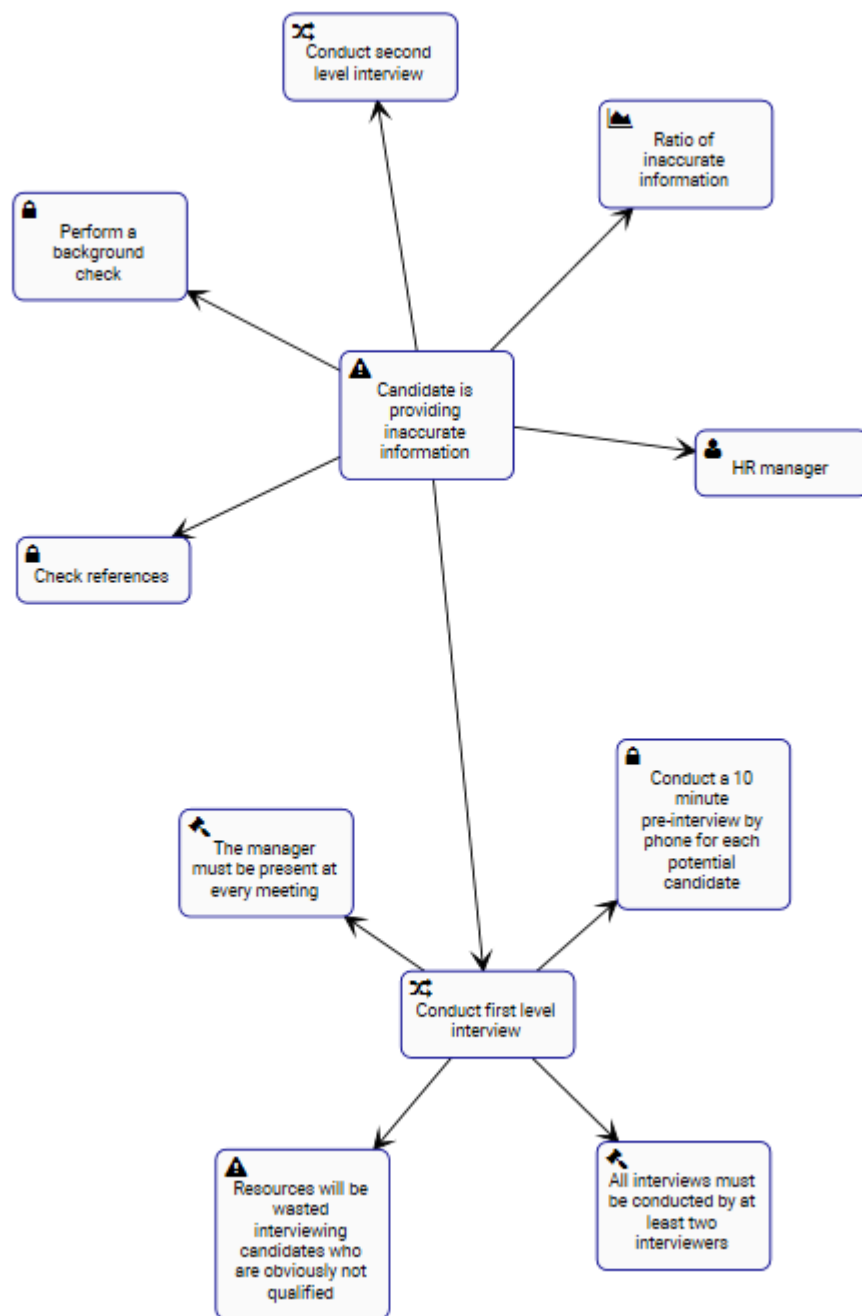 Conduct second
level interview
Ratio of
inaccurate
information
Perform a
background
check
Candidate is
providing
inaccurate
information
HR manager
Check references
Conduct a 10
minute
pre-interview by
phone for each
potential
candidate
The manager
must be present at
every meeting
Conduct first level
interview
Resources will be
wasted
interviewing
candidates who
are obviously not
qualified
All interviews must
be conducted by at
least two
interviewers